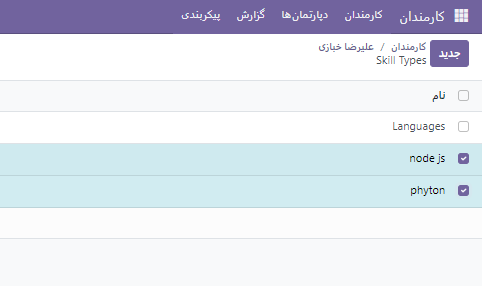 کارمندان کارمندان دپارتمان‌ها گزارش پیکربندی
جدید
کارمندان / علیرضا خبازی
Skill Types
نام
Languages
node js
phyton